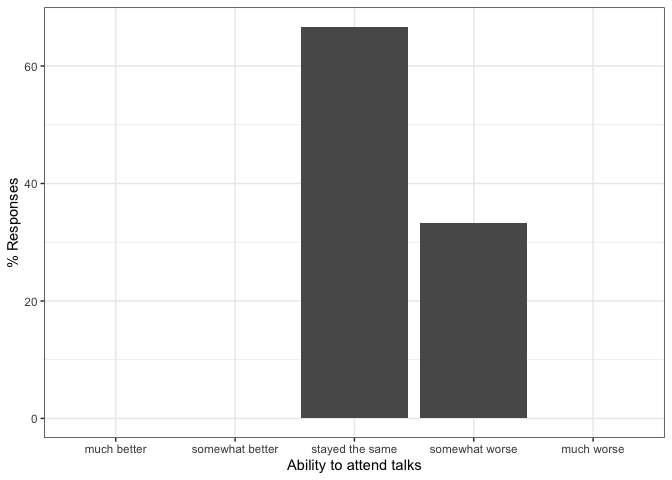 % Responses
60
40
20
0
much better
somewhat better
stayed the same
somewhat worse
much worse
Ability to attend talks